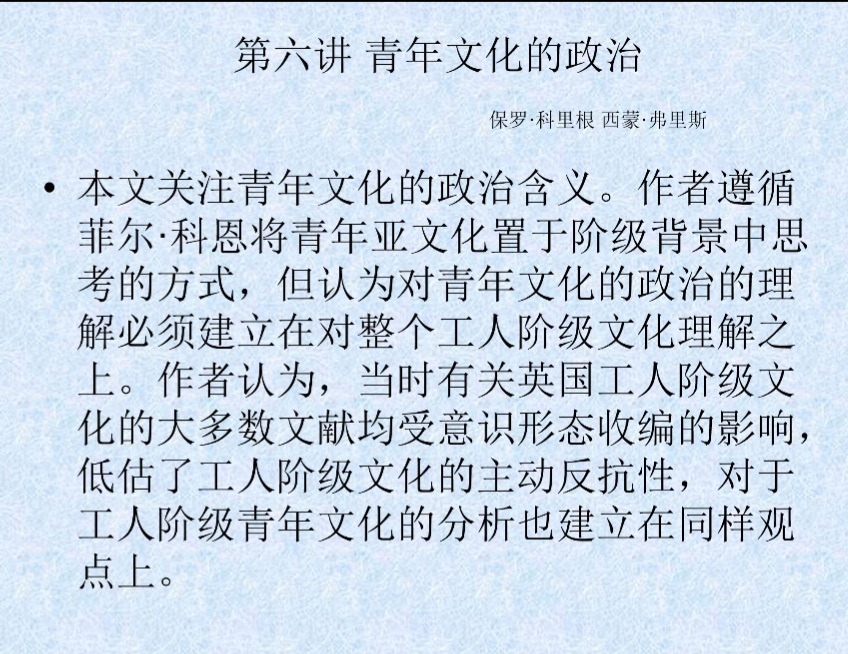 第六讲 青年文化的政治
保罗·科里根 西蒙·弗里斯
• 本文关注青年文化的政治含义。作者遵循
菲尔·科恩将青年亚文化置于阶级背景中思
考的方式，但认为对青年文化的政治的理
解必须建立在对整个工人阶级文化理解之
上。作者认为，当时有关英国工人阶级文
化的大多数文献均受意识形态收编的影响，
低估了工人阶级文化的主动反抗性，对于
工人阶级青年文化的分析也建立在同样观
点上。